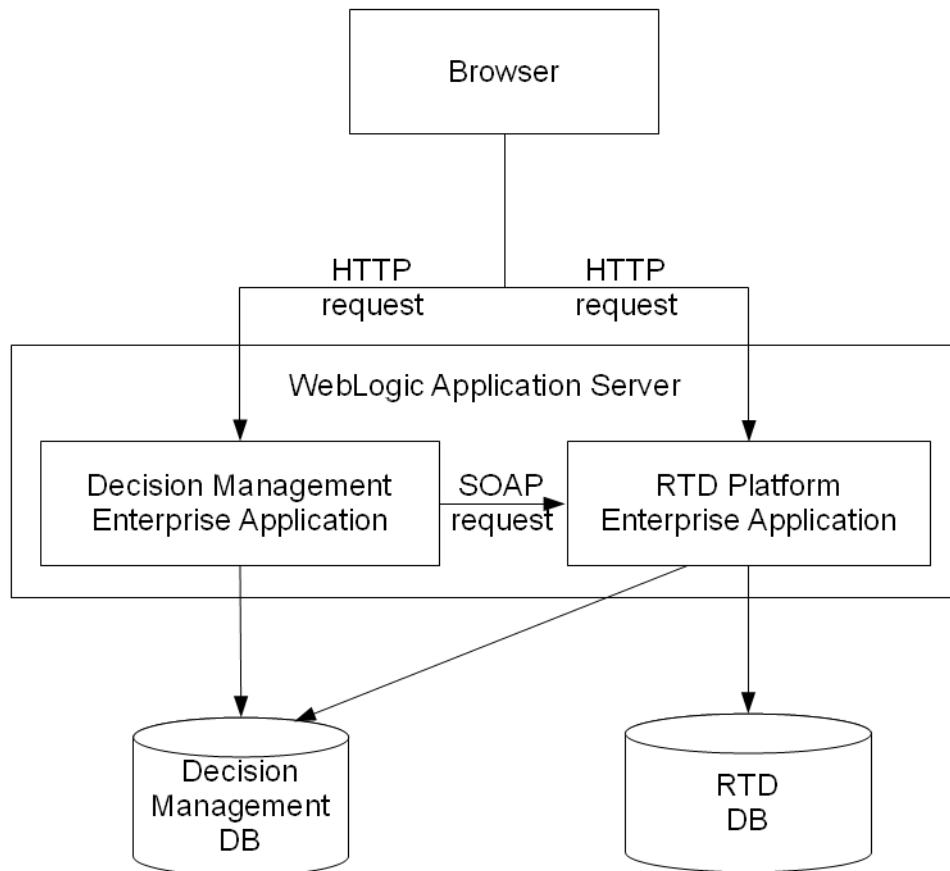 Browser
HTTP
request
HTTP
request
WebLogic Application Server
Decision Management
Enterprise Application
SOAP
request
RTD Platform
Enterprise Application
Decision
Management
DB
RTD
DB